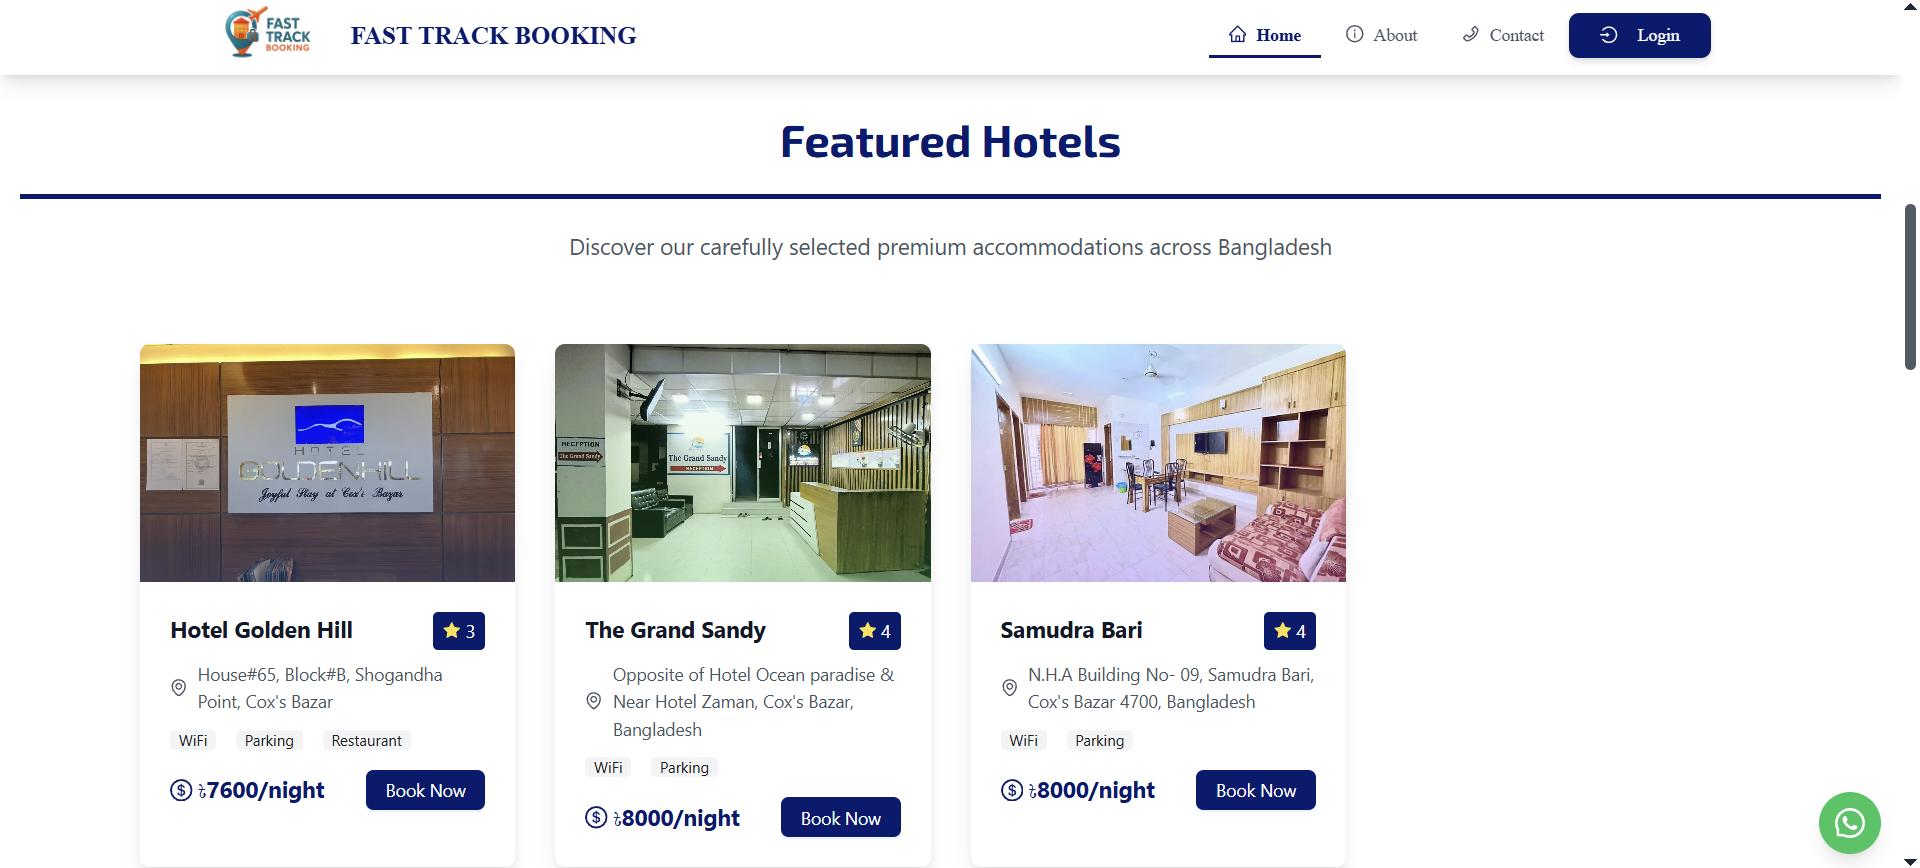 FAST
TRACK
BOOKING
FAST TRACK BOOKING
Home
About
Contact
Login
Featured Hotels
Discover our carefully selected premium accommodations across Bangladesh
HOTEL
GOLDENHILL
Joyful Stay at Cox's Bazar
RECEPTION
The Grand Sandy
The Grand Sandy
RECEPTION
Hotel Golden Hill
3
House#65, Block#B, Shogandha
Point, Cox's Bazar
WiFi
Parking
Restaurant
৳7600/night
Book Now
The Grand Sandy
4
Opposite of Hotel Ocean paradise &
Near Hotel Zaman, Cox's Bazar,
Bangladesh
WiFi
Parking
৳8000/night
Book Now
Samudra Bari
4
N.H.A Building No- 09, Samudra Bari,
Cox's Bazar 4700, Bangladesh
WiFi
Parking
৳8000/night
Book Now